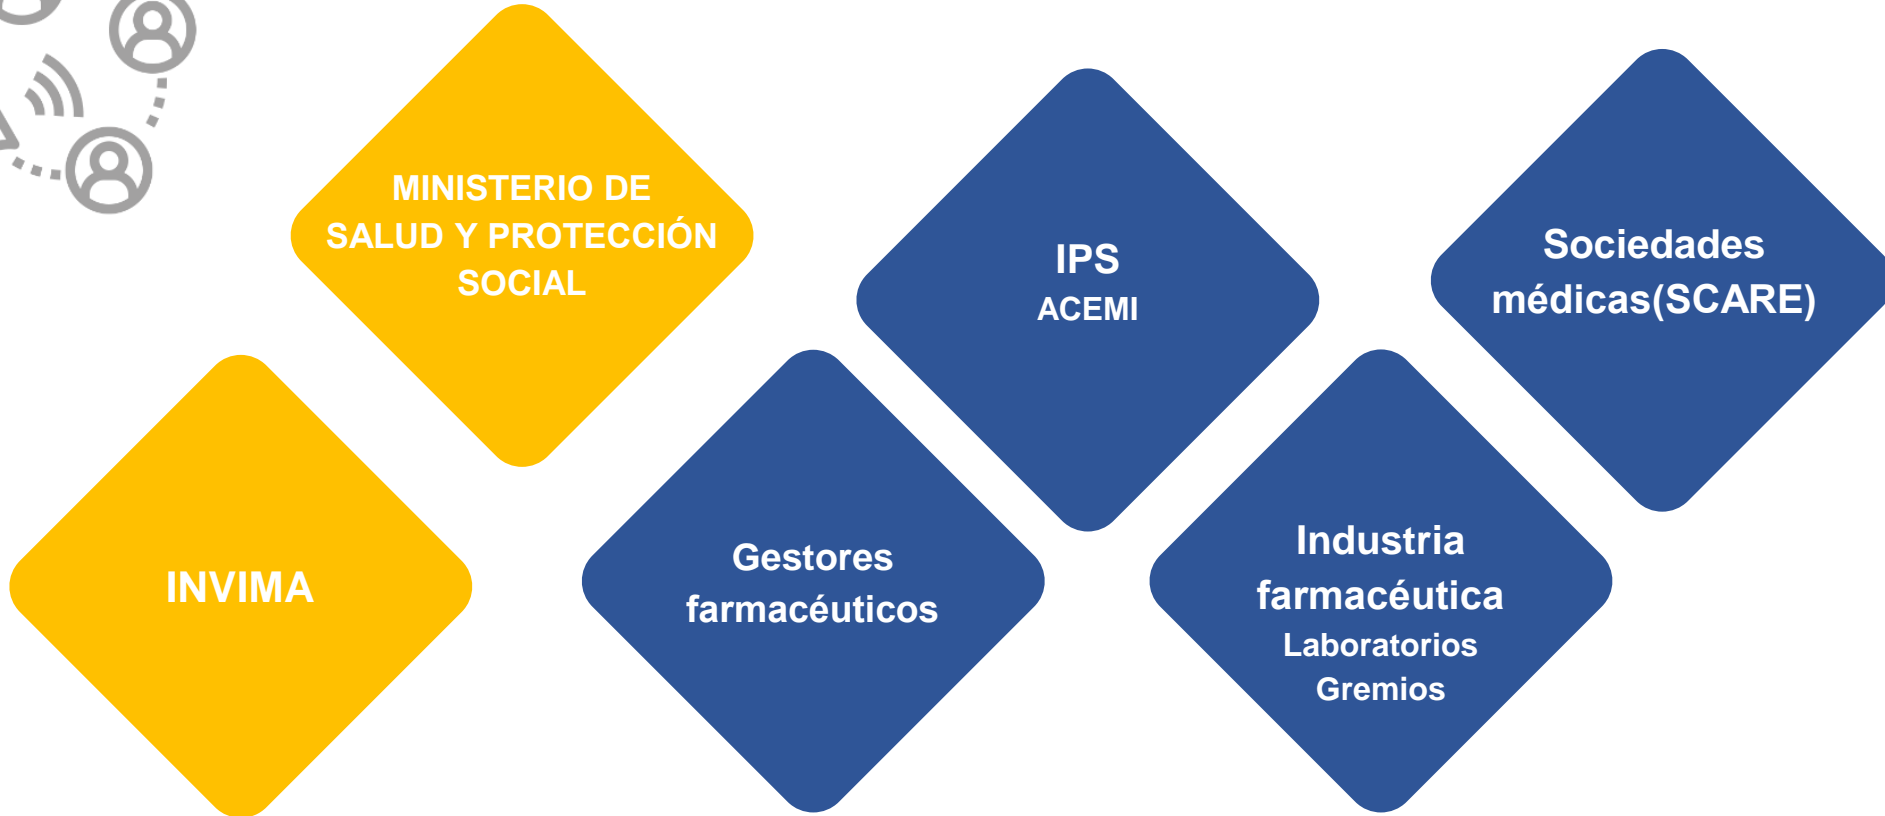 MINISTERIO DE
SALUD Y PROTECCIÓN
SOCIAL
INVIMA
Gestores
farmacéuticos
IPS
ACEMI
Industria
farmacéutica
Laboratorios
Gremios
Sociedades
médicas(SCARE)